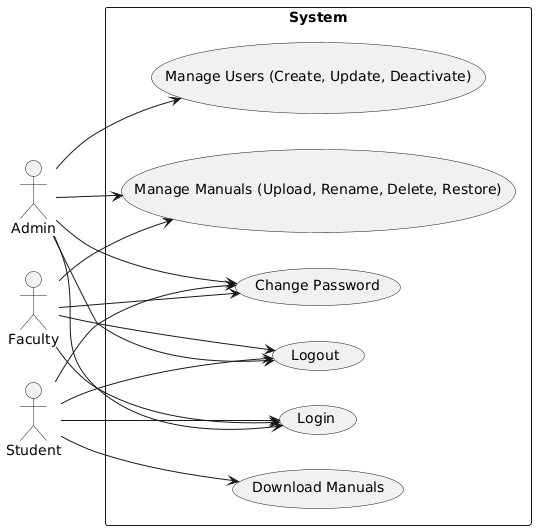 System
Manage Users (Create, Update, Deactivate)
Manage Manuals (Upload, Rename, Delete, Restore)
Admin
Change Password
Faculty
Logout
Login
Student
Download Manuals